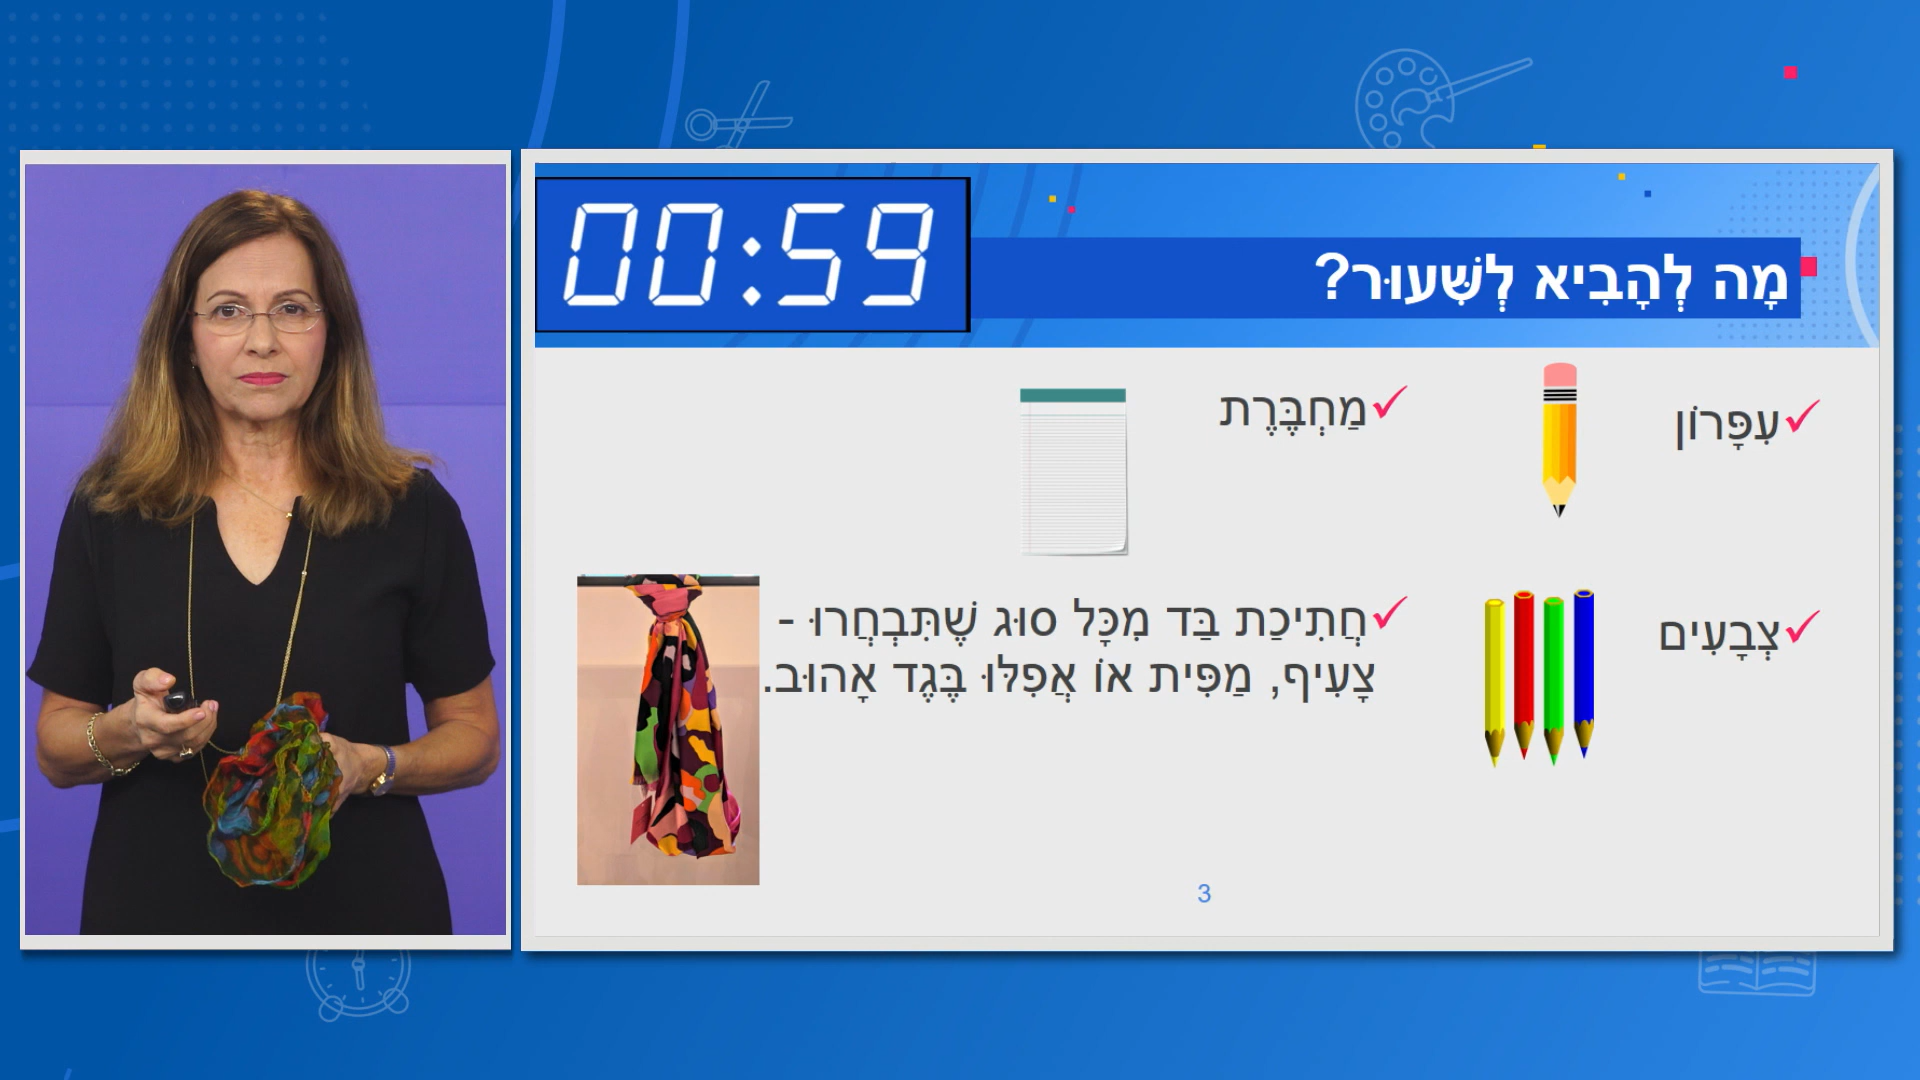 00:59
מָה לְהָבִיא לְשִּׁעוּר?
עִפָּרוֹן
מַחְבֶּרֶת
צְבָעִים
חֲתִיכַת בַּד מִכָּל סוּג שֶׁתִּבְחֲרוּ -
צָעִיף, מַפִּית אוֹ אֲפִלּוּ בֶּגֶד אָהוּב.
3